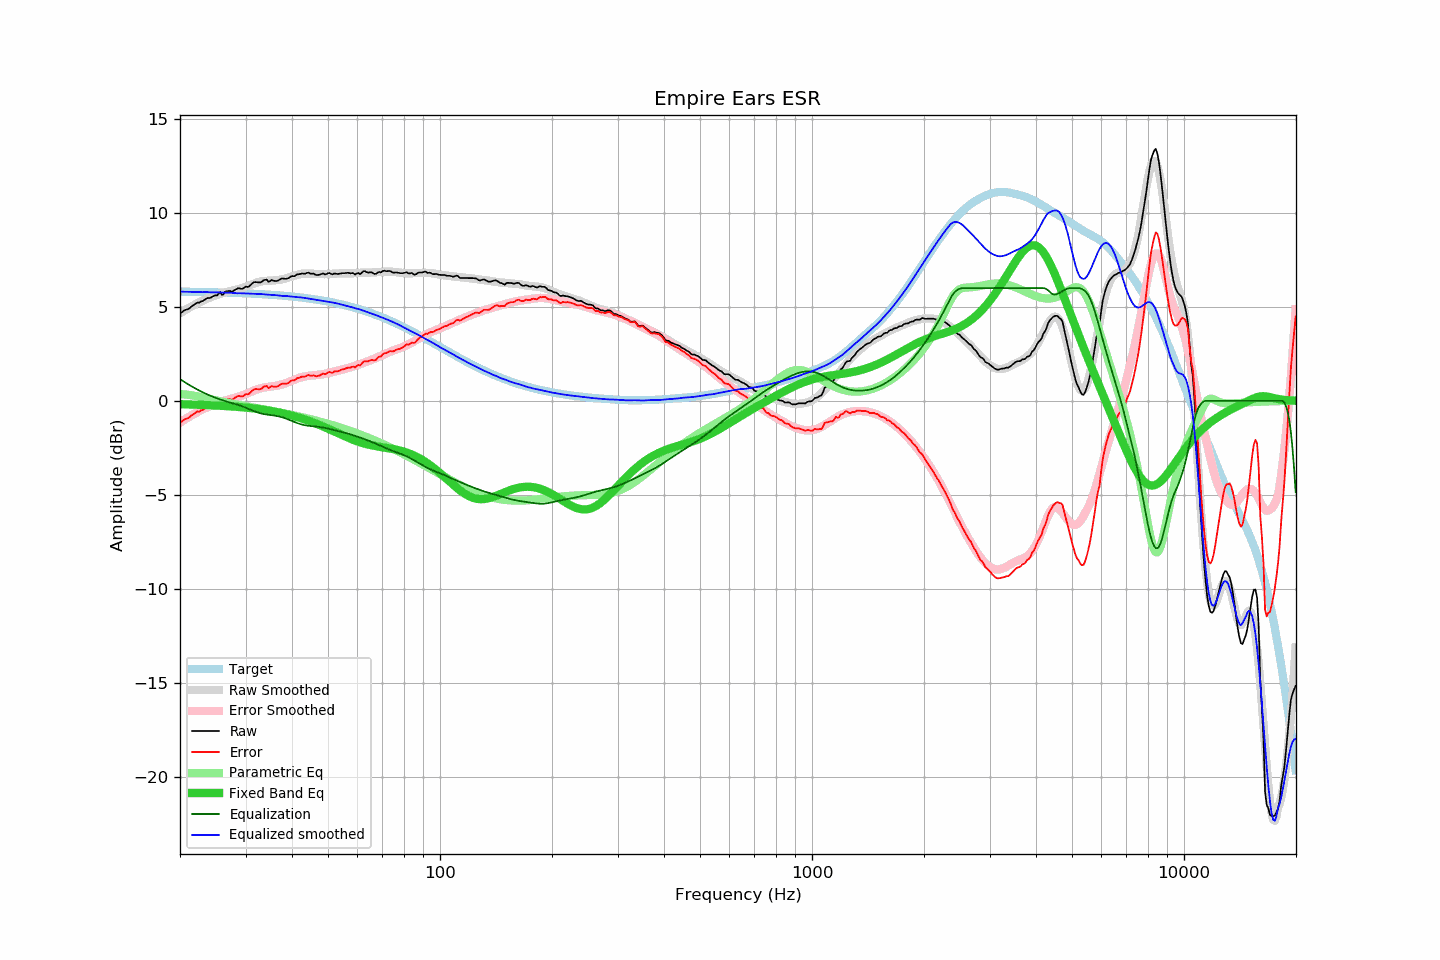 Empire Ears ESR
15
10
5
0
−5
−10
−15
−20
Amplitude (dBr)
Target
Raw Smoothed
Error Smoothed
Raw
Error
Parametric Eq
Fixed Band Eq
Equalization
Equalized smoothed
100
1000
10000
Frequency (Hz)